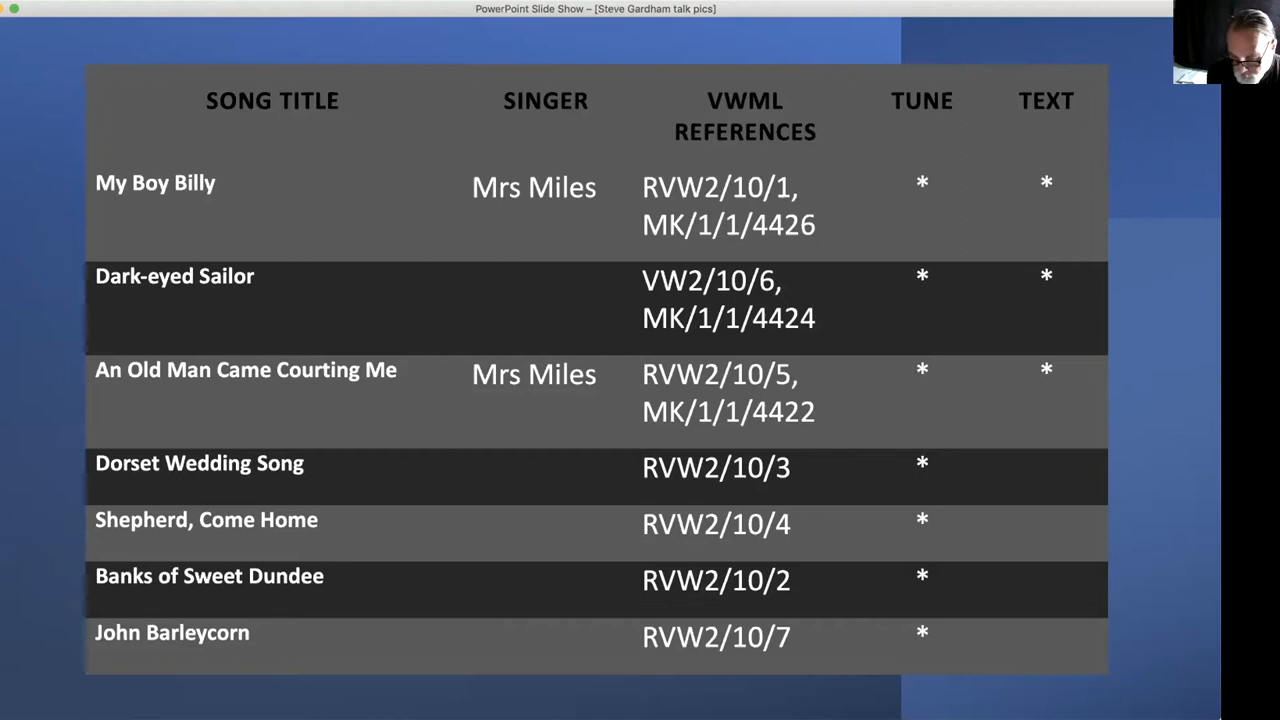 PowerPoint Slide Show – [Steve Gardham talk pics]
SONG TITLE SINGER VWML REFERENCES TUNE TEXT
My Boy Billy Mrs Miles RVW2/10/1, * *
MK/1/1/4426
Dark-eyed Sailor VW2/10/6, * *
MK/1/1/4424
An Old Man Came Courting Me Mrs Miles RVW2/10/5, * *
MK/1/1/4422
Dorset Wedding Song RVW2/10/3 *
Shepherd, Come Home RVW2/10/4 *
Banks of Sweet Dundee RVW2/10/2 *
John Barleycorn RVW2/10/7 *